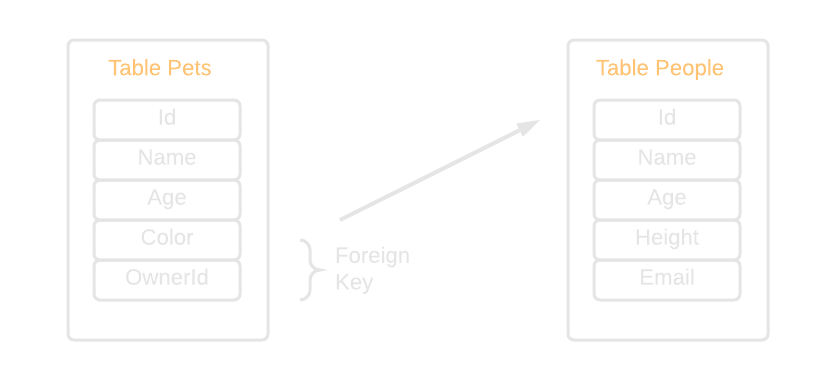 Table Pets
Id
Name
Age
Color
OwnerId
Foreign
Key
Table People
Id
Name
Age
Height
Email